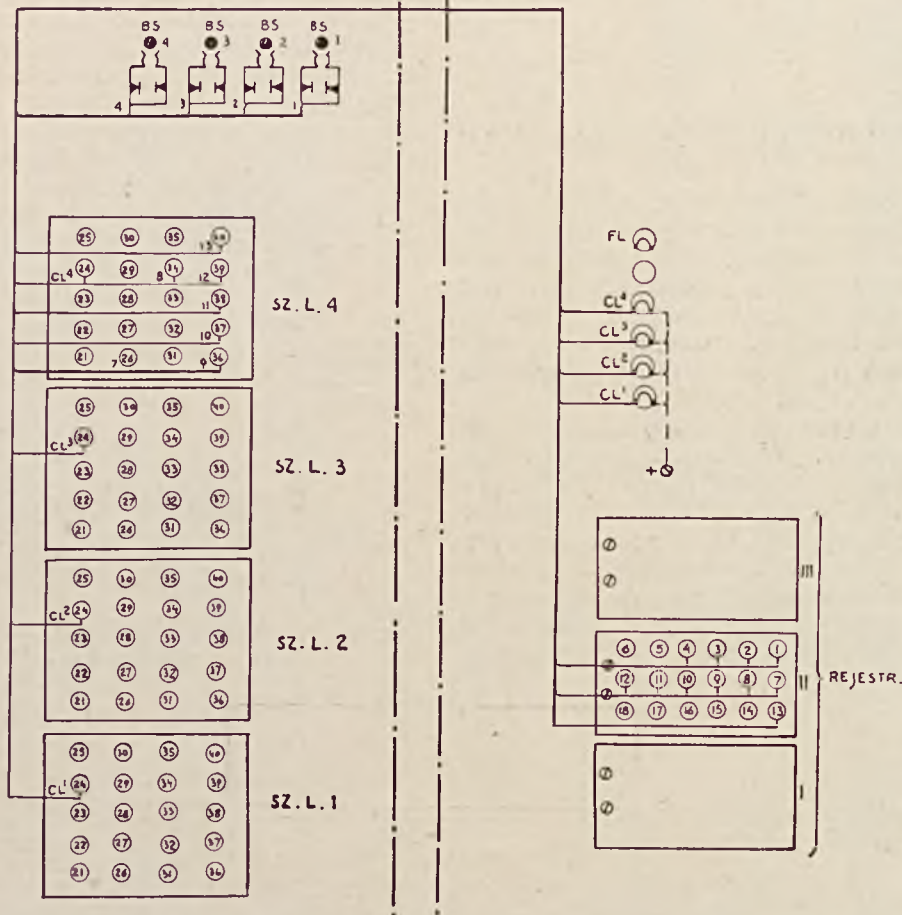 BS BS BS BS
4 3 2 1
4 3 2 1
25 30 35 13 40
CL4 24 29 8 34 12 39
23 28 33 11 38
22 27 32 10 37
21 7 26 31 9 36
SZ. L. 4
25 30 35 40
CL3 24 29 34 39
23 28 33 38
22 27 32 37
21 26 31 36
SZ. L. 3
25 30 35 40
CL2 24 29 34 39
23 28 33 38
22 27 32 37
21 26 31 36
SZ. L. 2
25 30 35 40
CL1 24 29 34 39
23 28 33 38
22 27 32 37
21 26 31 36
SZ. L. 1
FL
CL4
CL3
CL2
CL1
+
III
6 5 4 3 2 1
12 11 10 9 8 7
18 17 16 15 14 13
II
I
REJESTR.